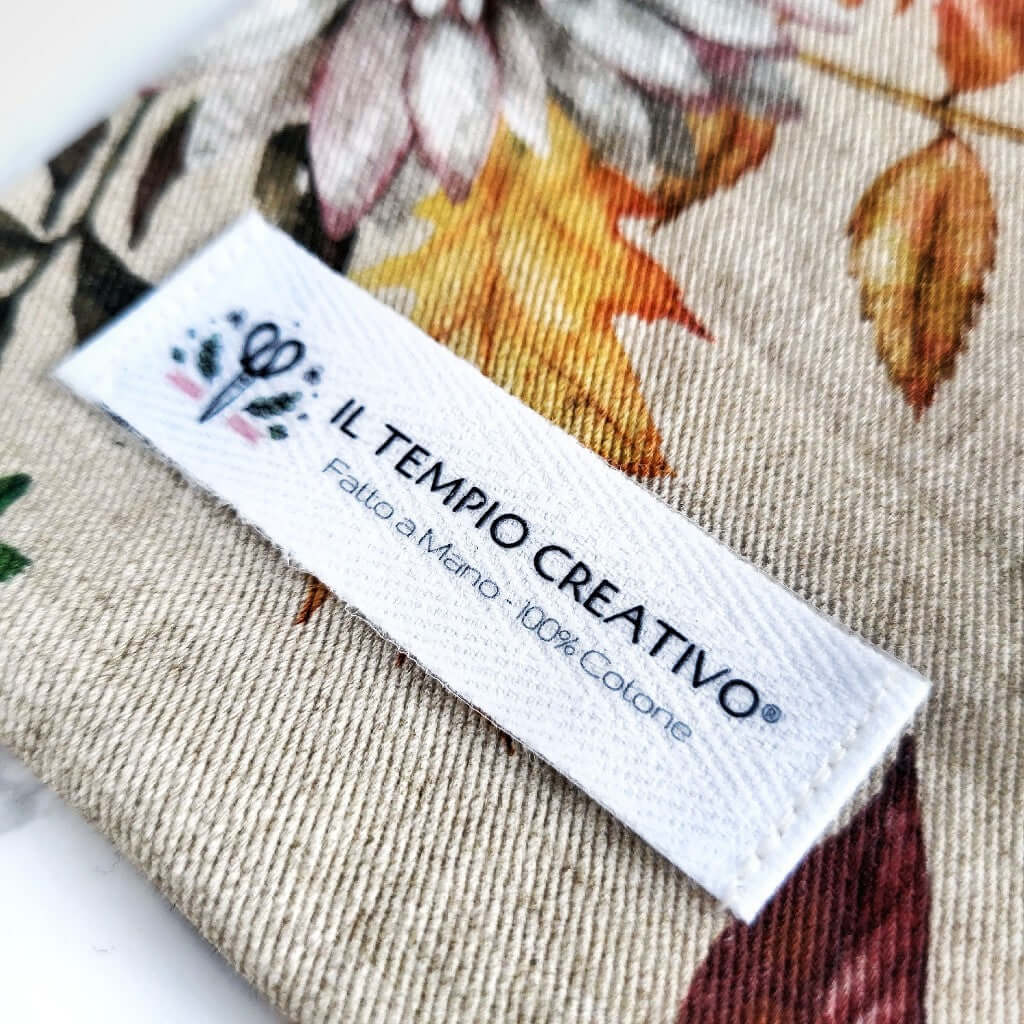 IL TEMPIO CREATIVO®
Fatto a Mano - 100% Cotone